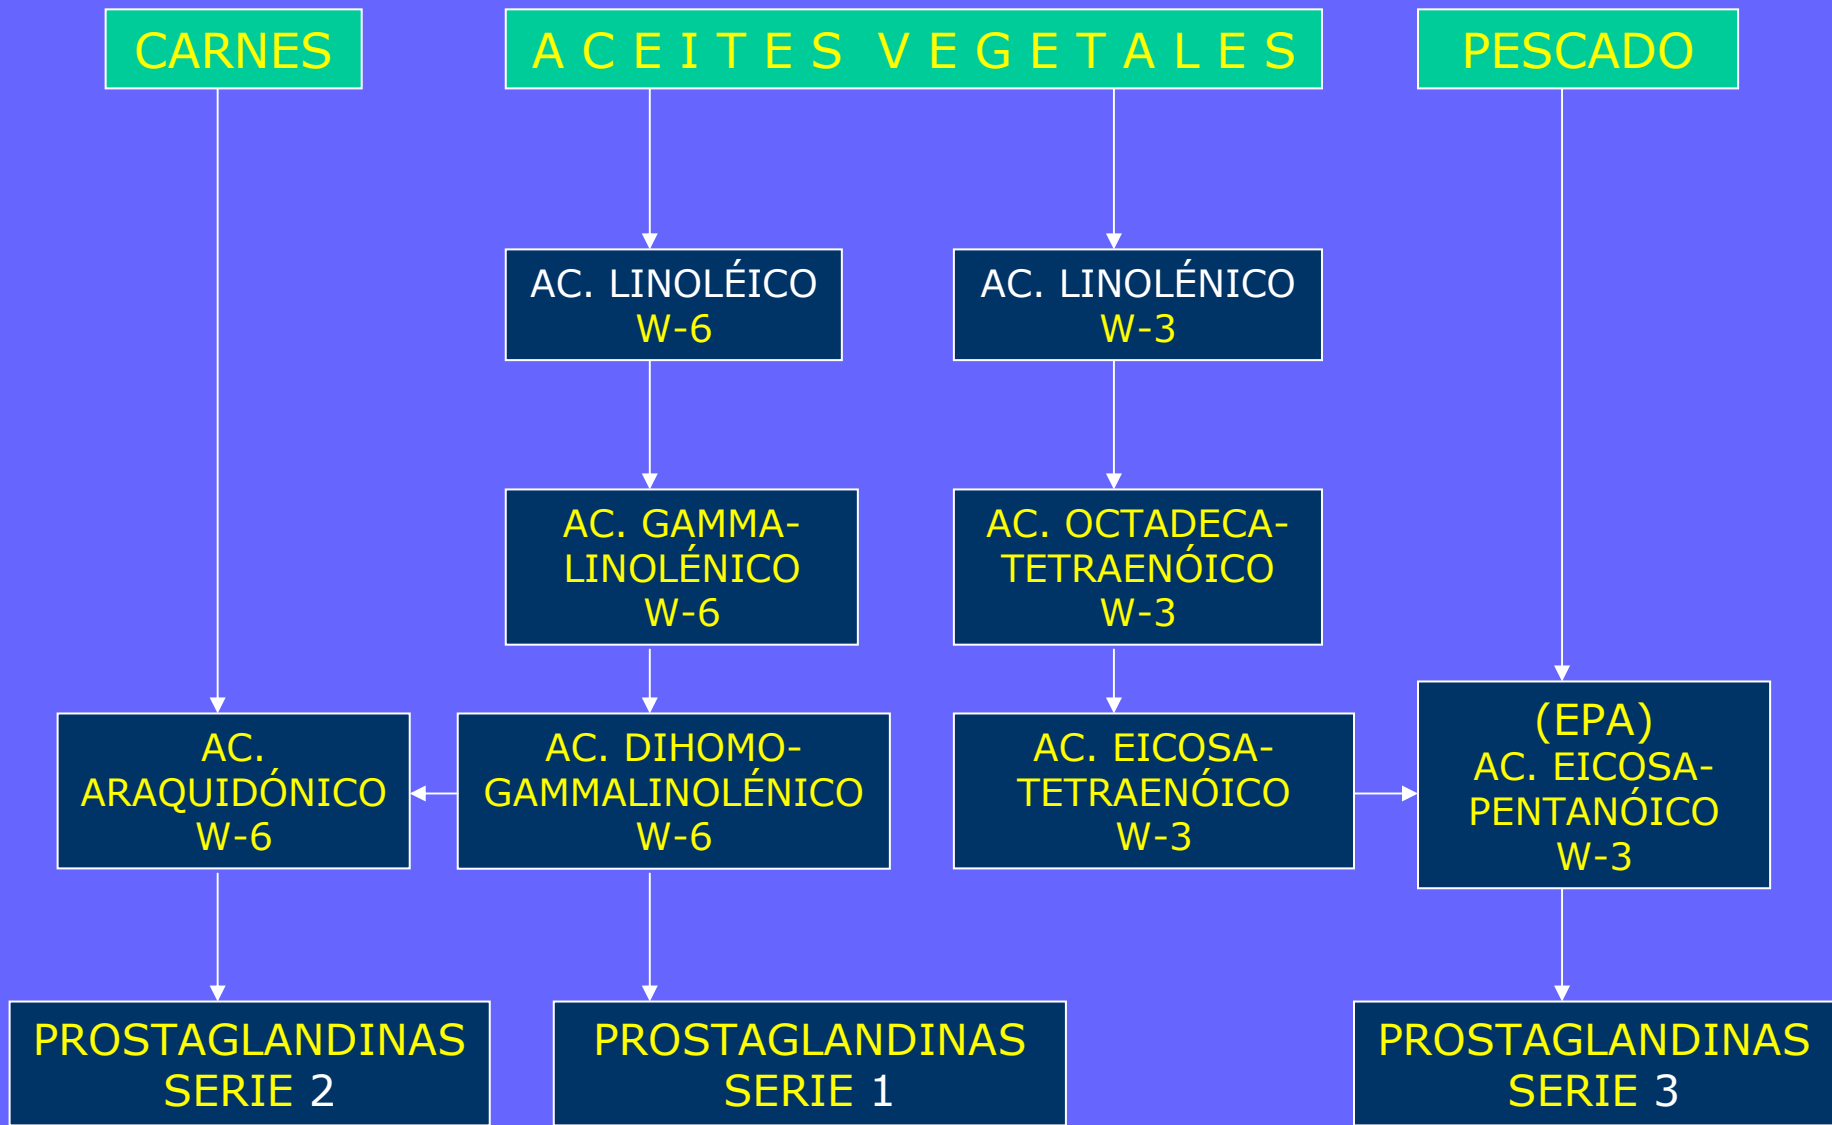 CARNES
A C E I T E S V E G E T A L E S
PESCADO
AC. LINOLÉICO
W-6
AC. LINOLÉNICO
W-3
AC. GAMMA-
LINOLÉNICO
W-6
AC. OCTADECA-
TETRAENÓICO
W-3
AC.
ARAQUIDÓNICO
W-6
AC. DIHOMO-
GAMMALINOLÉNICO
W-6
AC. EICOSA-
TETRAENÓICO
W-3
(EPA)
AC. EICOSA-
PENTANÓICO
W-3
PROSTAGLANDINAS
SERIE 2
PROSTAGLANDINAS
SERIE 1
PROSTAGLANDINAS
SERIE 3